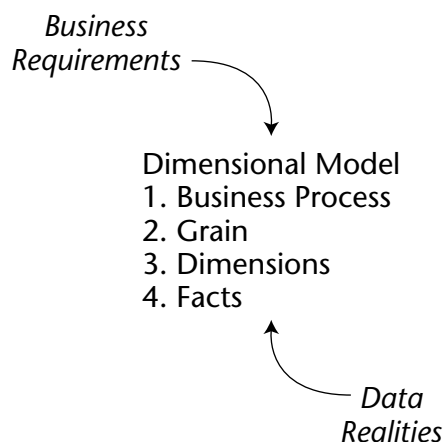 Business
Requirements
Dimensional Model
1. Business Process
2. Grain
3. Dimensions
4. Facts
Data
Realities